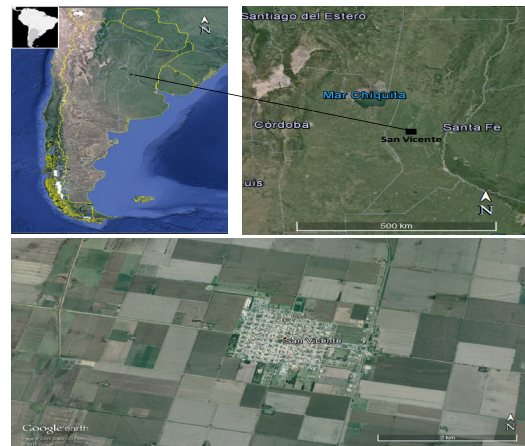 N
Santiago del Estero
Mar Chiquita
Córdoba
San Vicente
Santa Fe
uis
N
500 km
San Vicente
Google earth
N
2 km